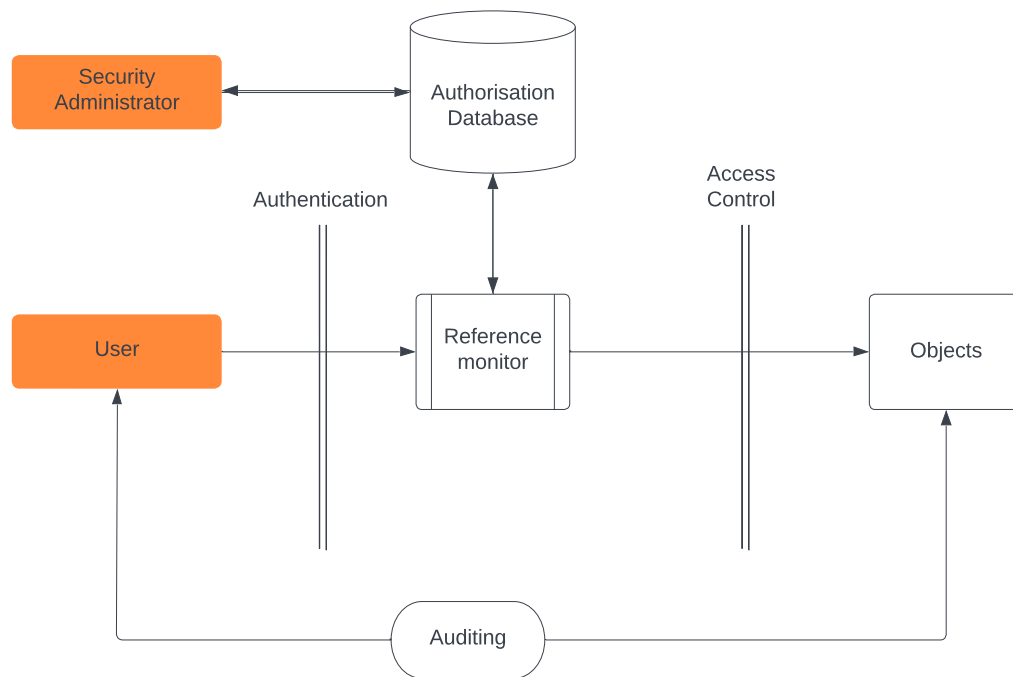 Security
Administrator
Authorisation
Database
Authentication
Access
Control
User
Reference
monitor
Objects
Auditing